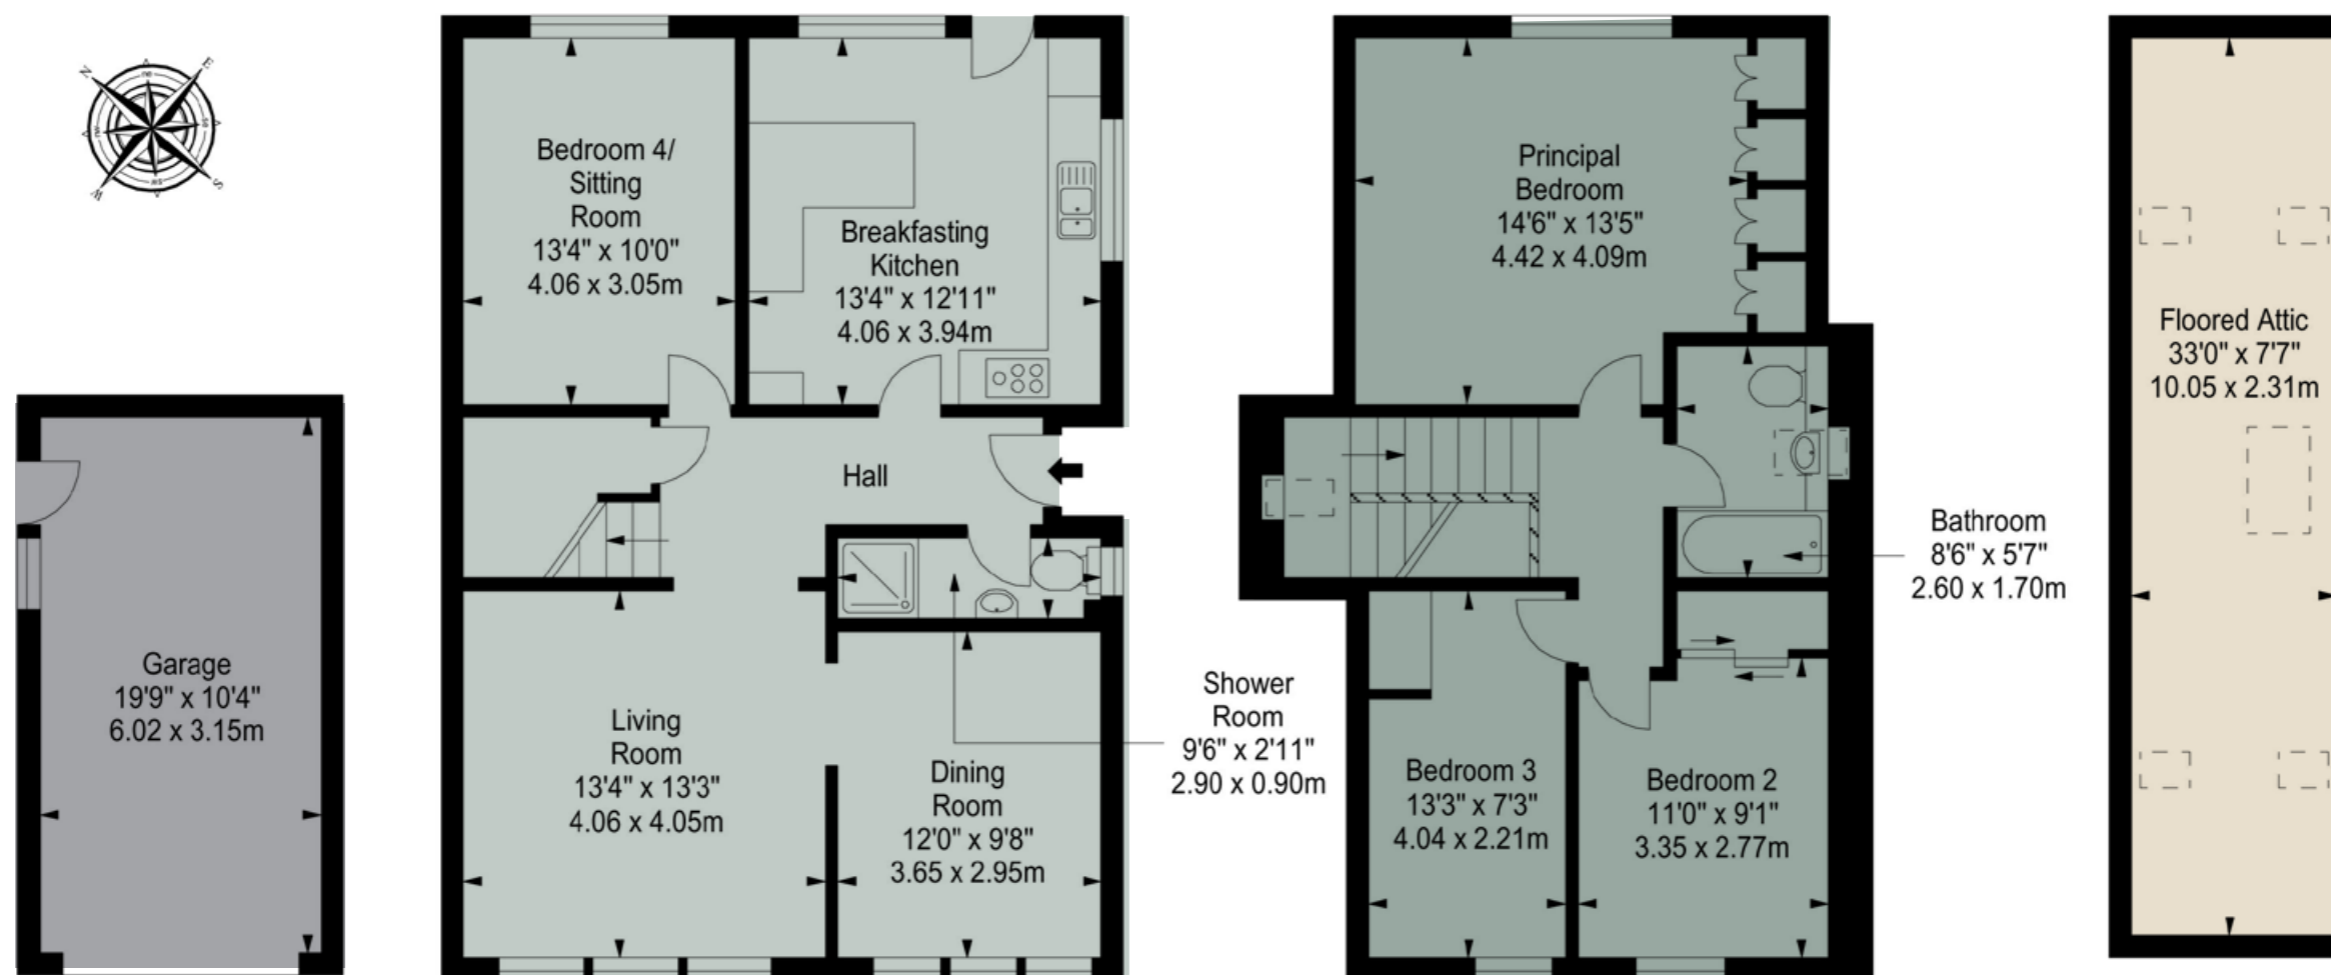 N
ne
E
se
S
sw
W
nw
Garage
19'9" x 10'4"
6.02 x 3.15m
Bedroom 4/
Sitting
Room
13'4" x 10'0"
4.06 x 3.05m
Breakfasting
Kitchen
13'4" x 12'11"
4.06 x 3.94m
Hall
Living
Room
13'4" x 13'3"
4.06 x 4.05m
Dining
Room
12'0" x 9'8"
3.65 x 2.95m
Shower
Room
9'6" x 2'11"
2.90 x 0.90m
Principal
Bedroom
14'6" x 13'5"
4.42 x 4.09m
Bathroom
8'6" x 5'7"
2.60 x 1.70m
Bedroom 3
13'3" x 7'3"
4.04 x 2.21m
Bedroom 2
11'0" x 9'1"
3.35 x 2.77m
Floored Attic
33'0" x 7'7"
10.05 x 2.31m